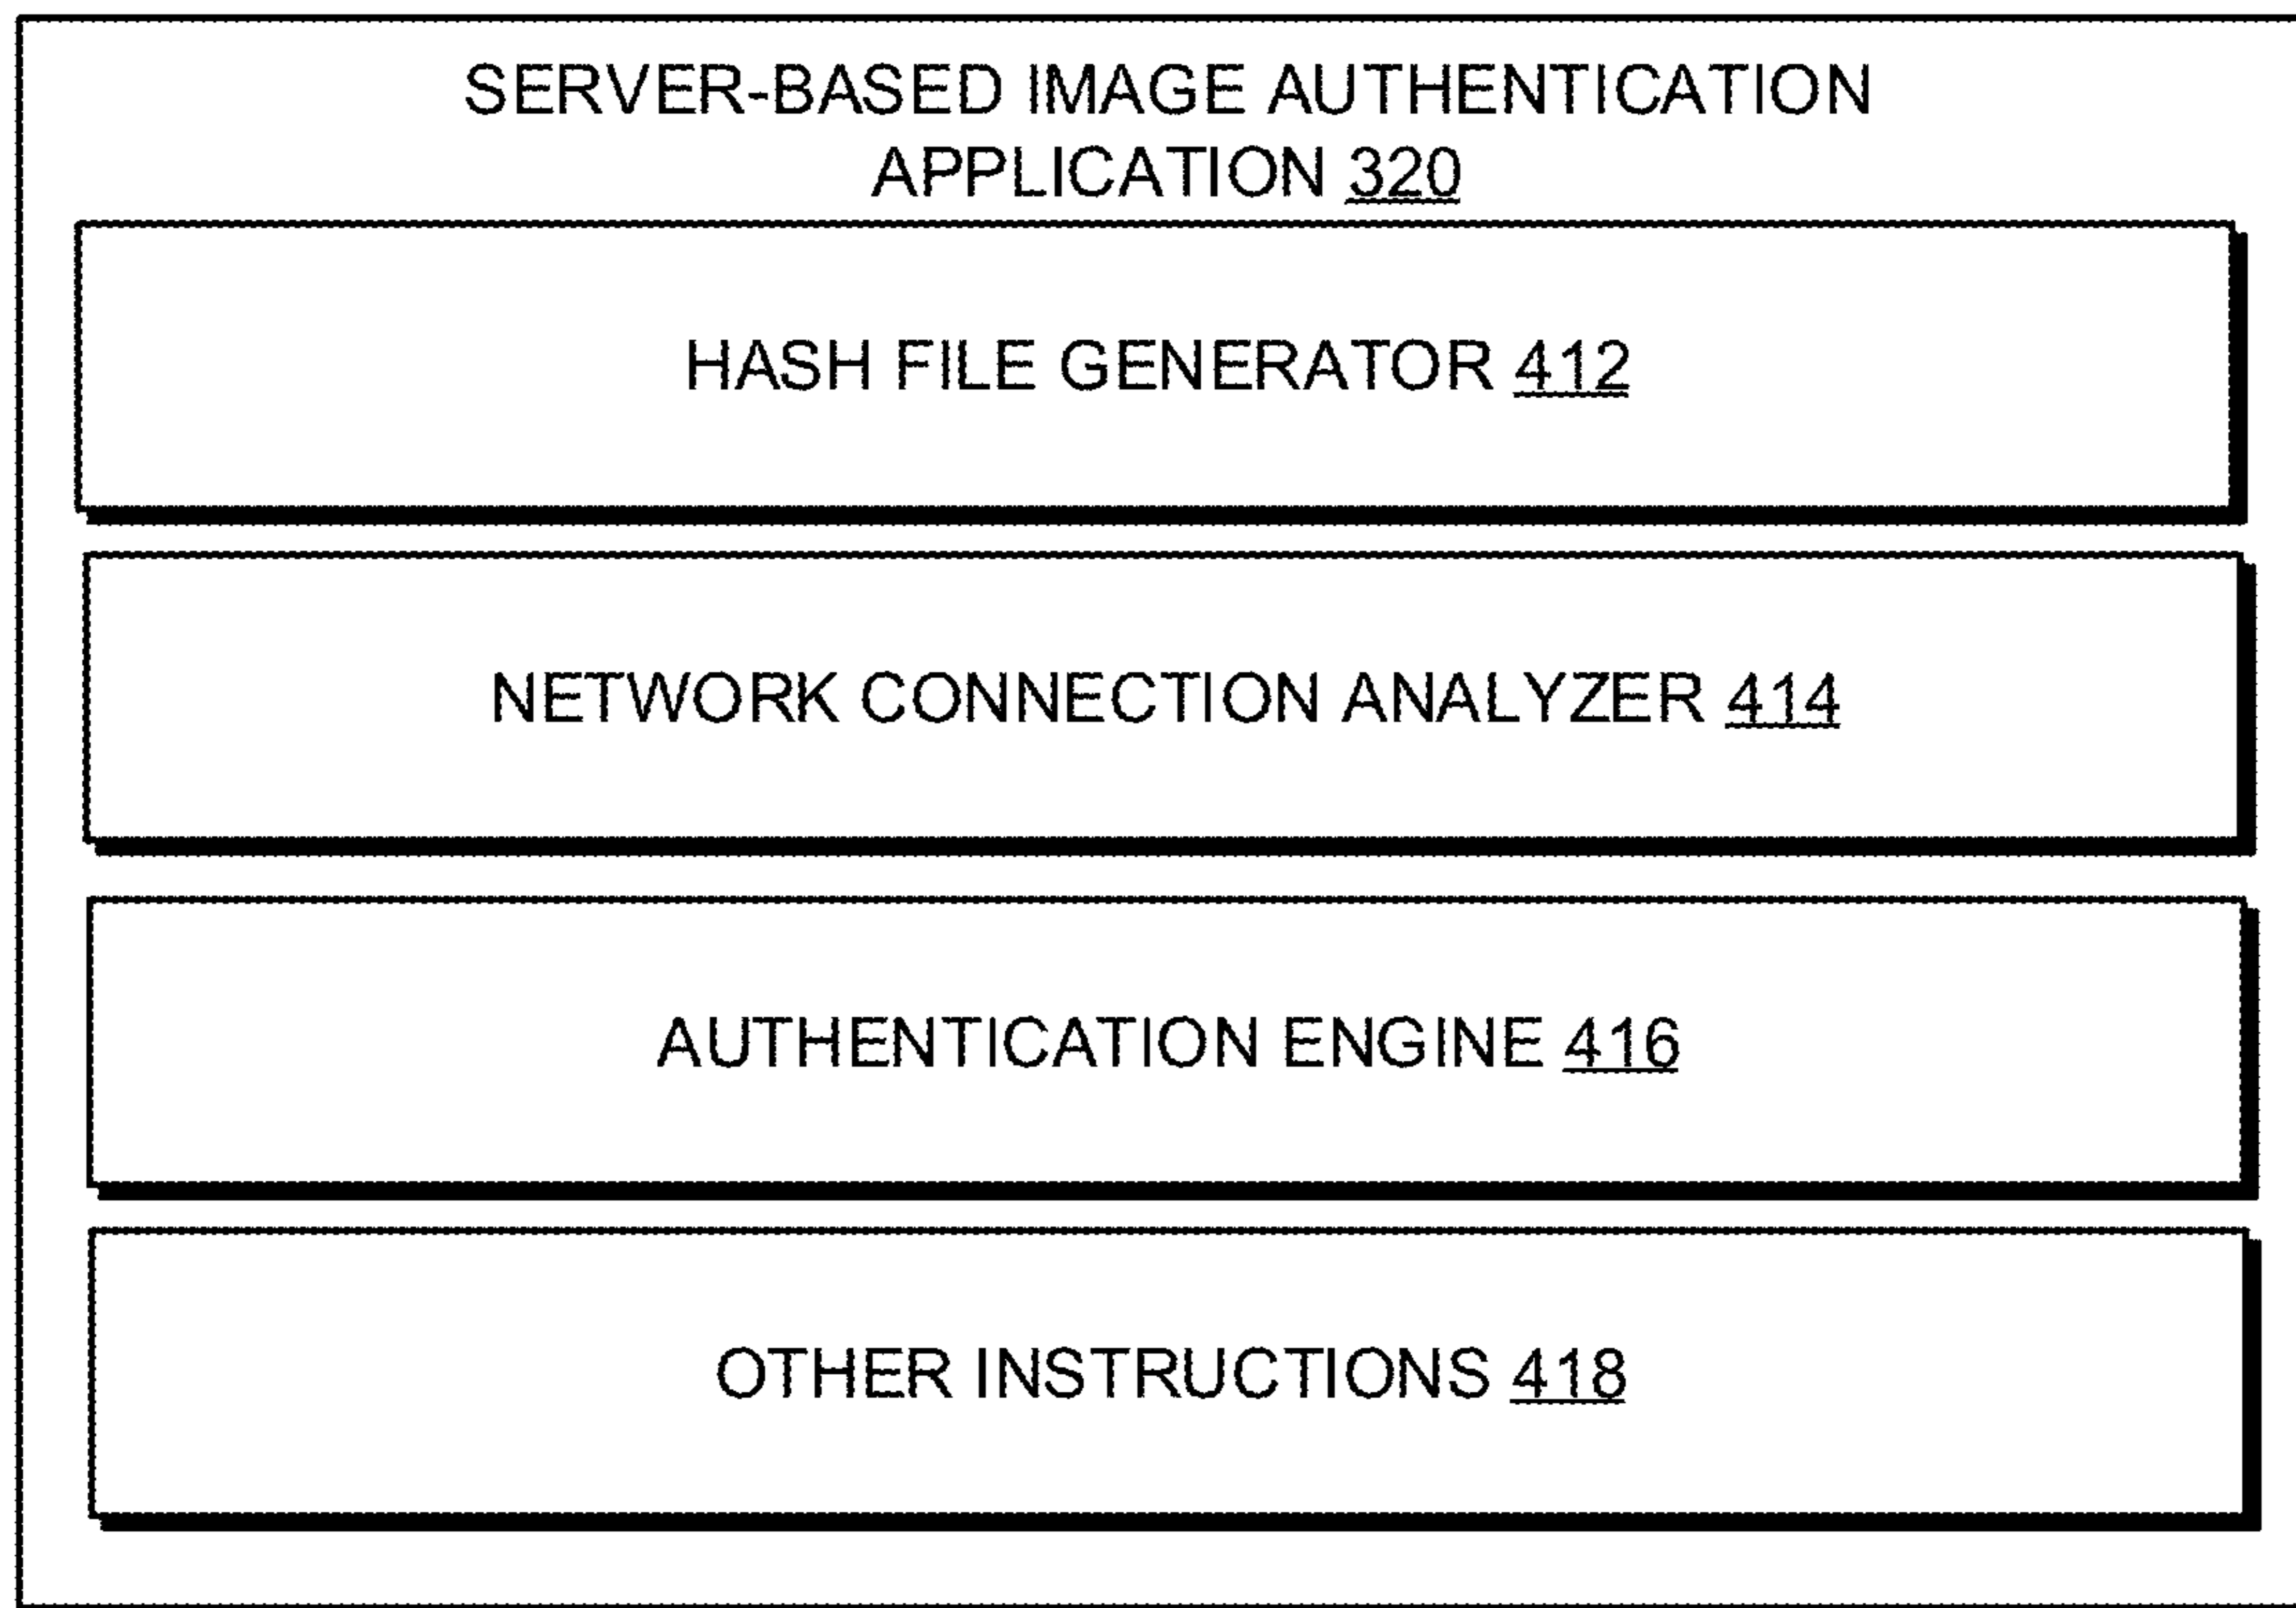 SERVER-BASED IMAGE AUTHENTICATION
APPLICATION 320
HASH FILE GENERATOR 412
NETWORK CONNECTION ANALYZER 414
AUTHENTICATION ENGINE 416
OTHER INSTRUCTIONS 418